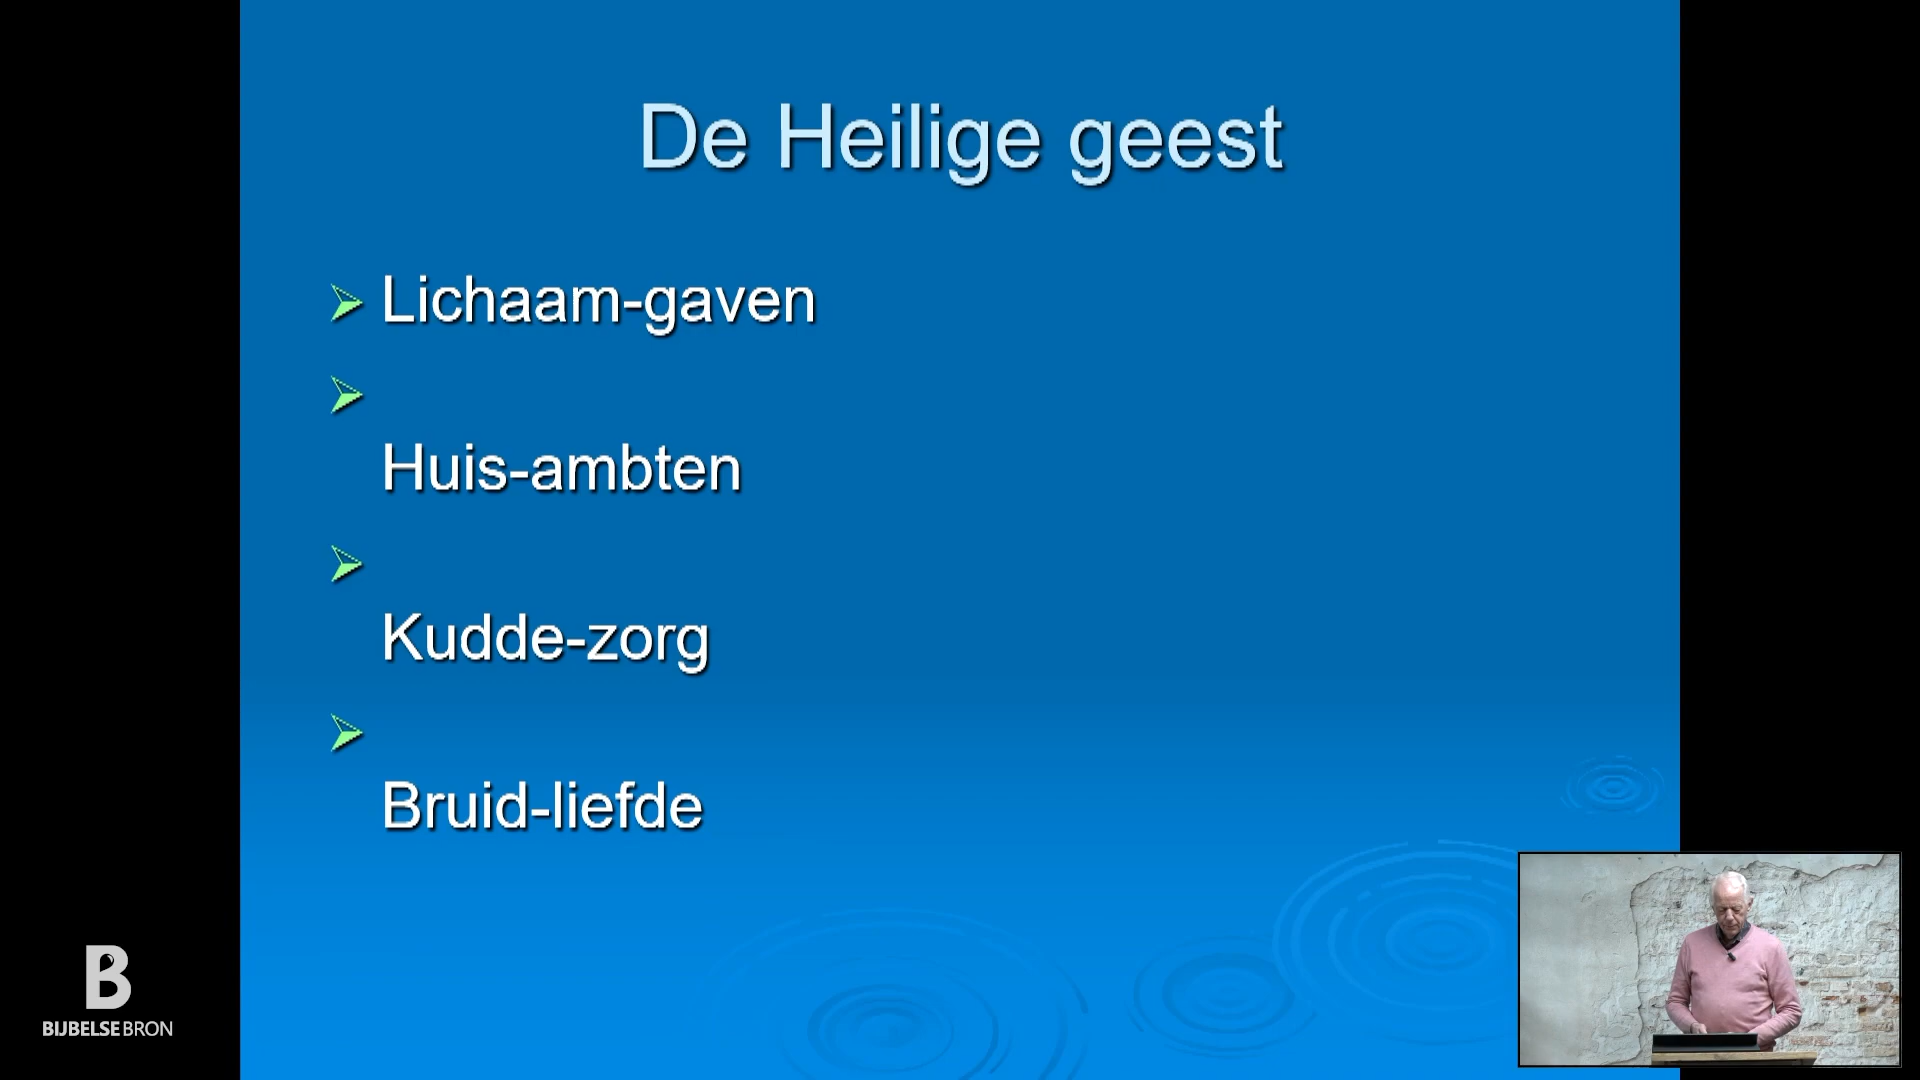 De Heilige geest
Lichaam-gaven
Huis-ambten
Kudde-zorg
Bruid-liefde
B
BIJBELSE BRON